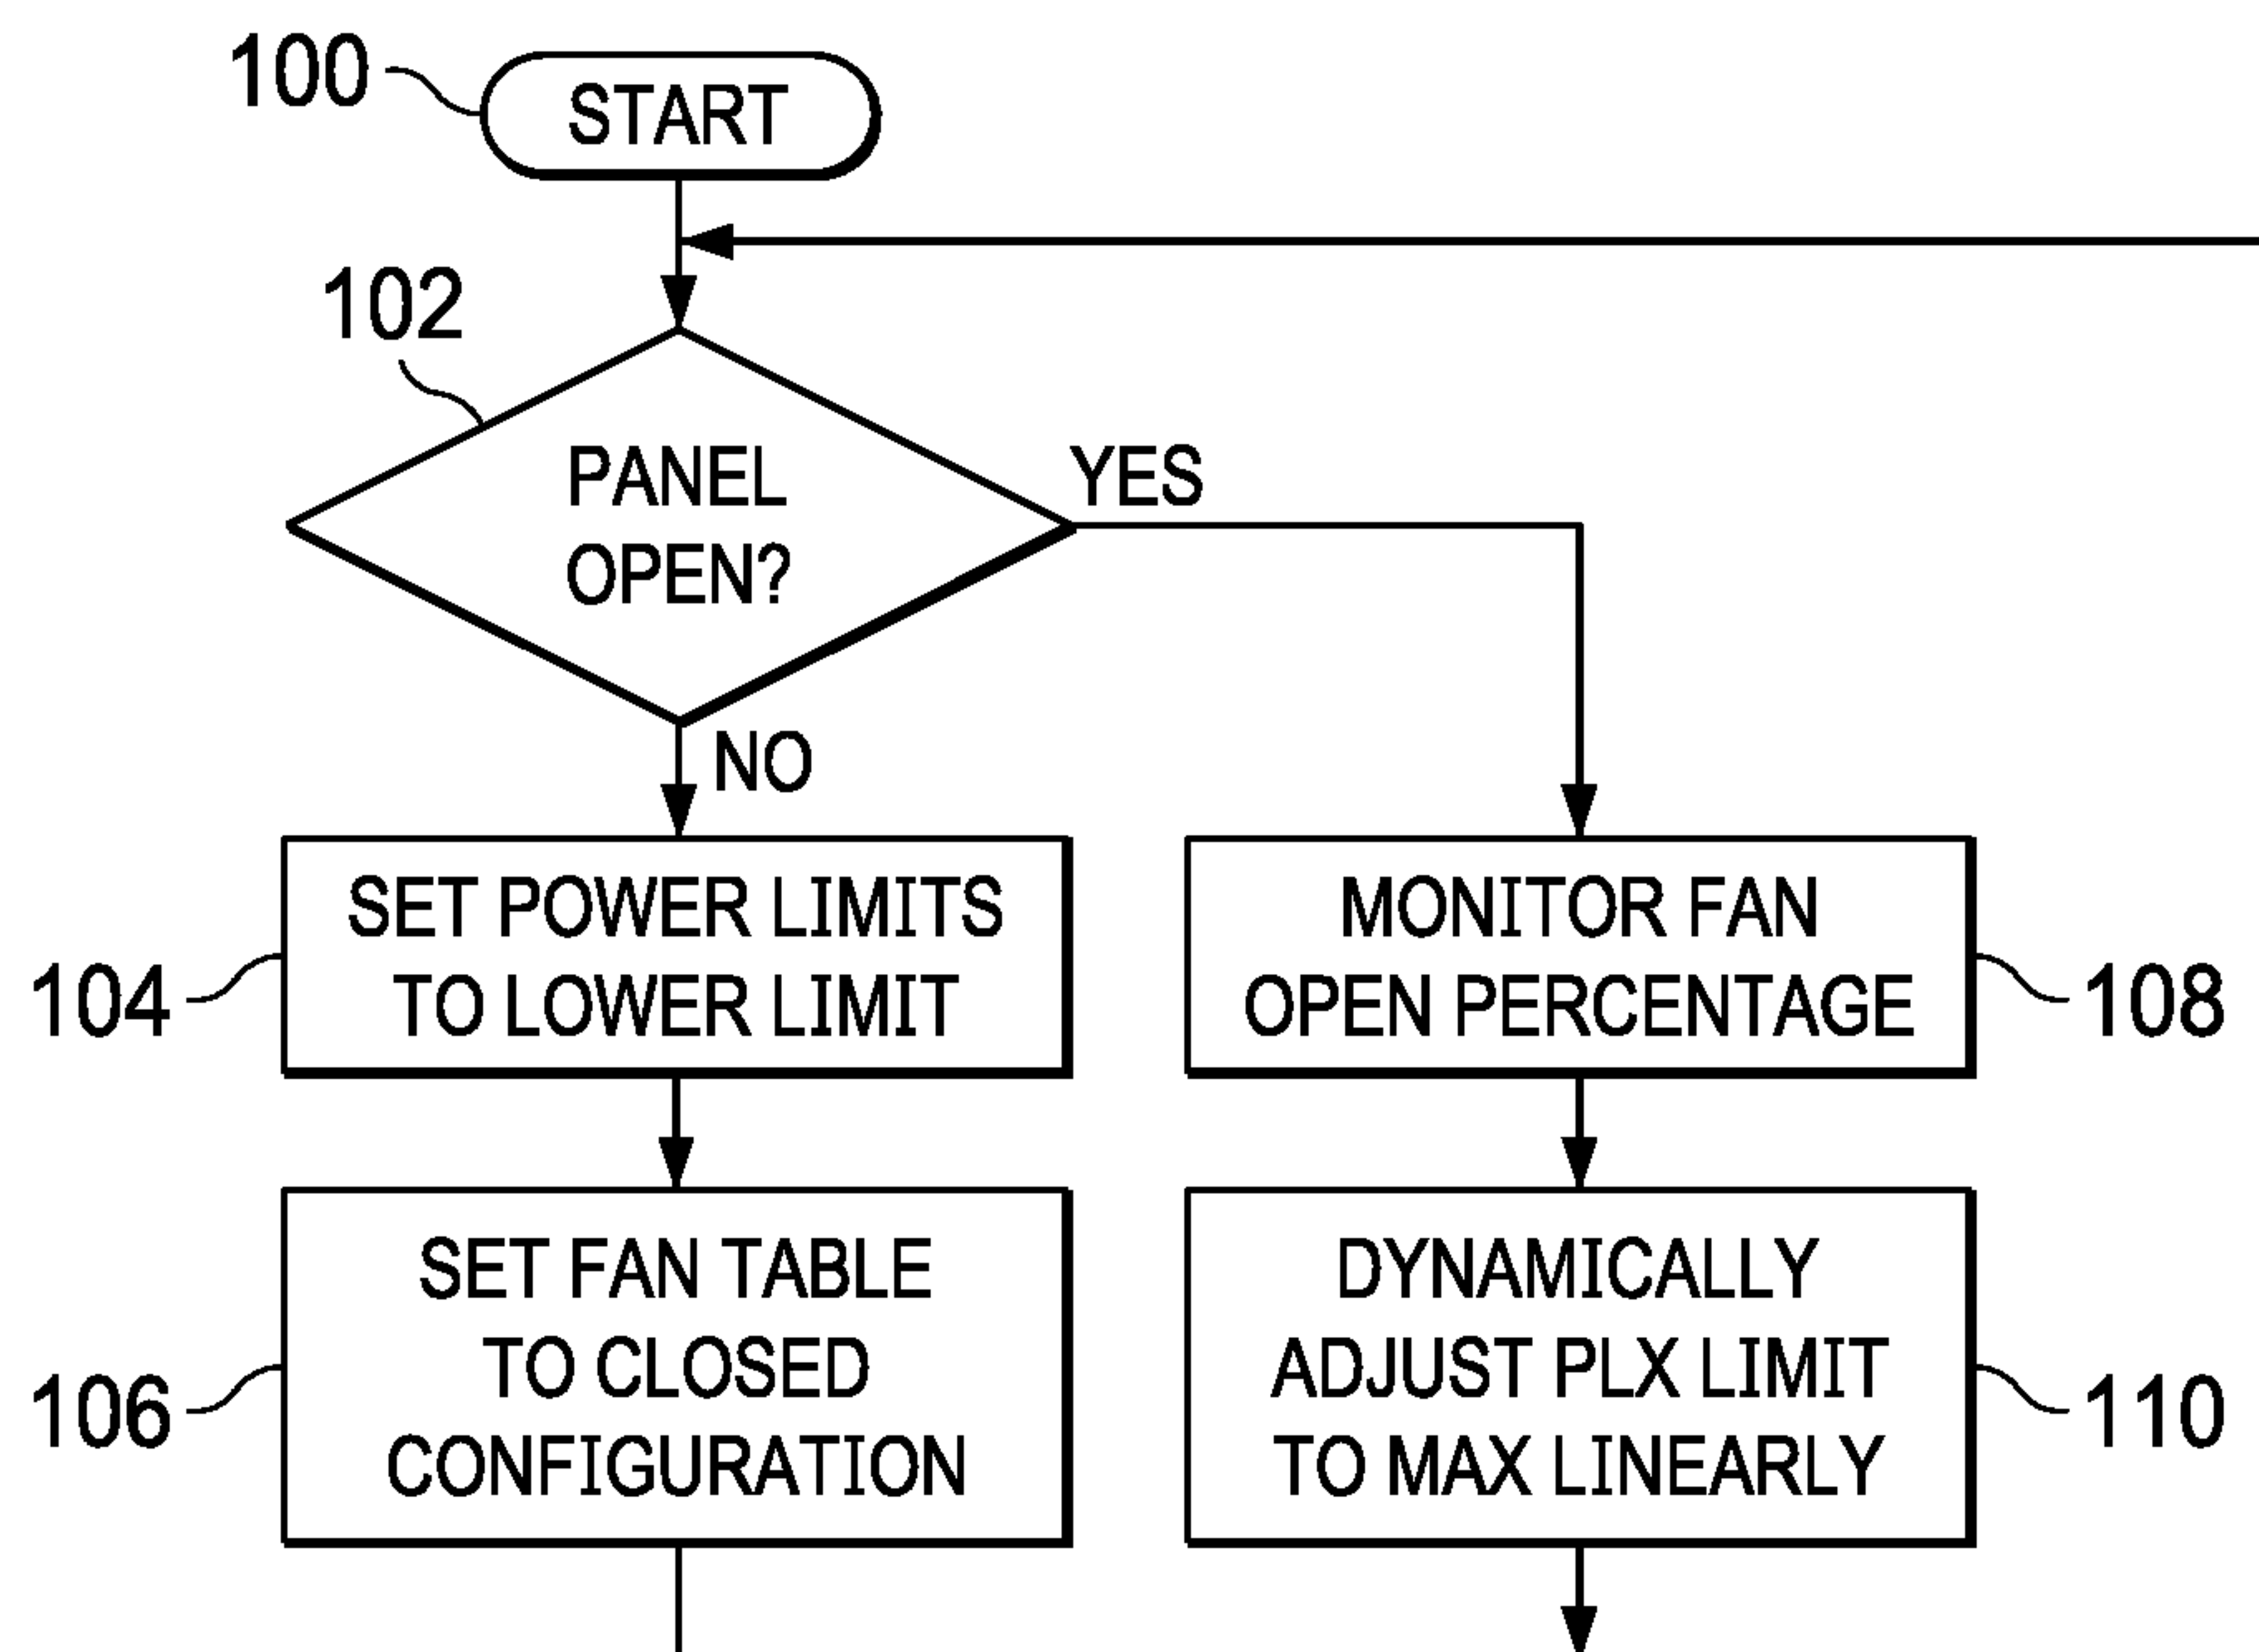 100
START
102
PANEL
OPEN?
YES
NO
SET POWER LIMITS
TO LOWER LIMIT
104
MONITOR FAN
OPEN PERCENTAGE
108
SET FAN TABLE
TO CLOSED
CONFIGURATION
106
DYNAMICALLY
ADJUST PLX LIMIT
TO MAX LINEARLY
110